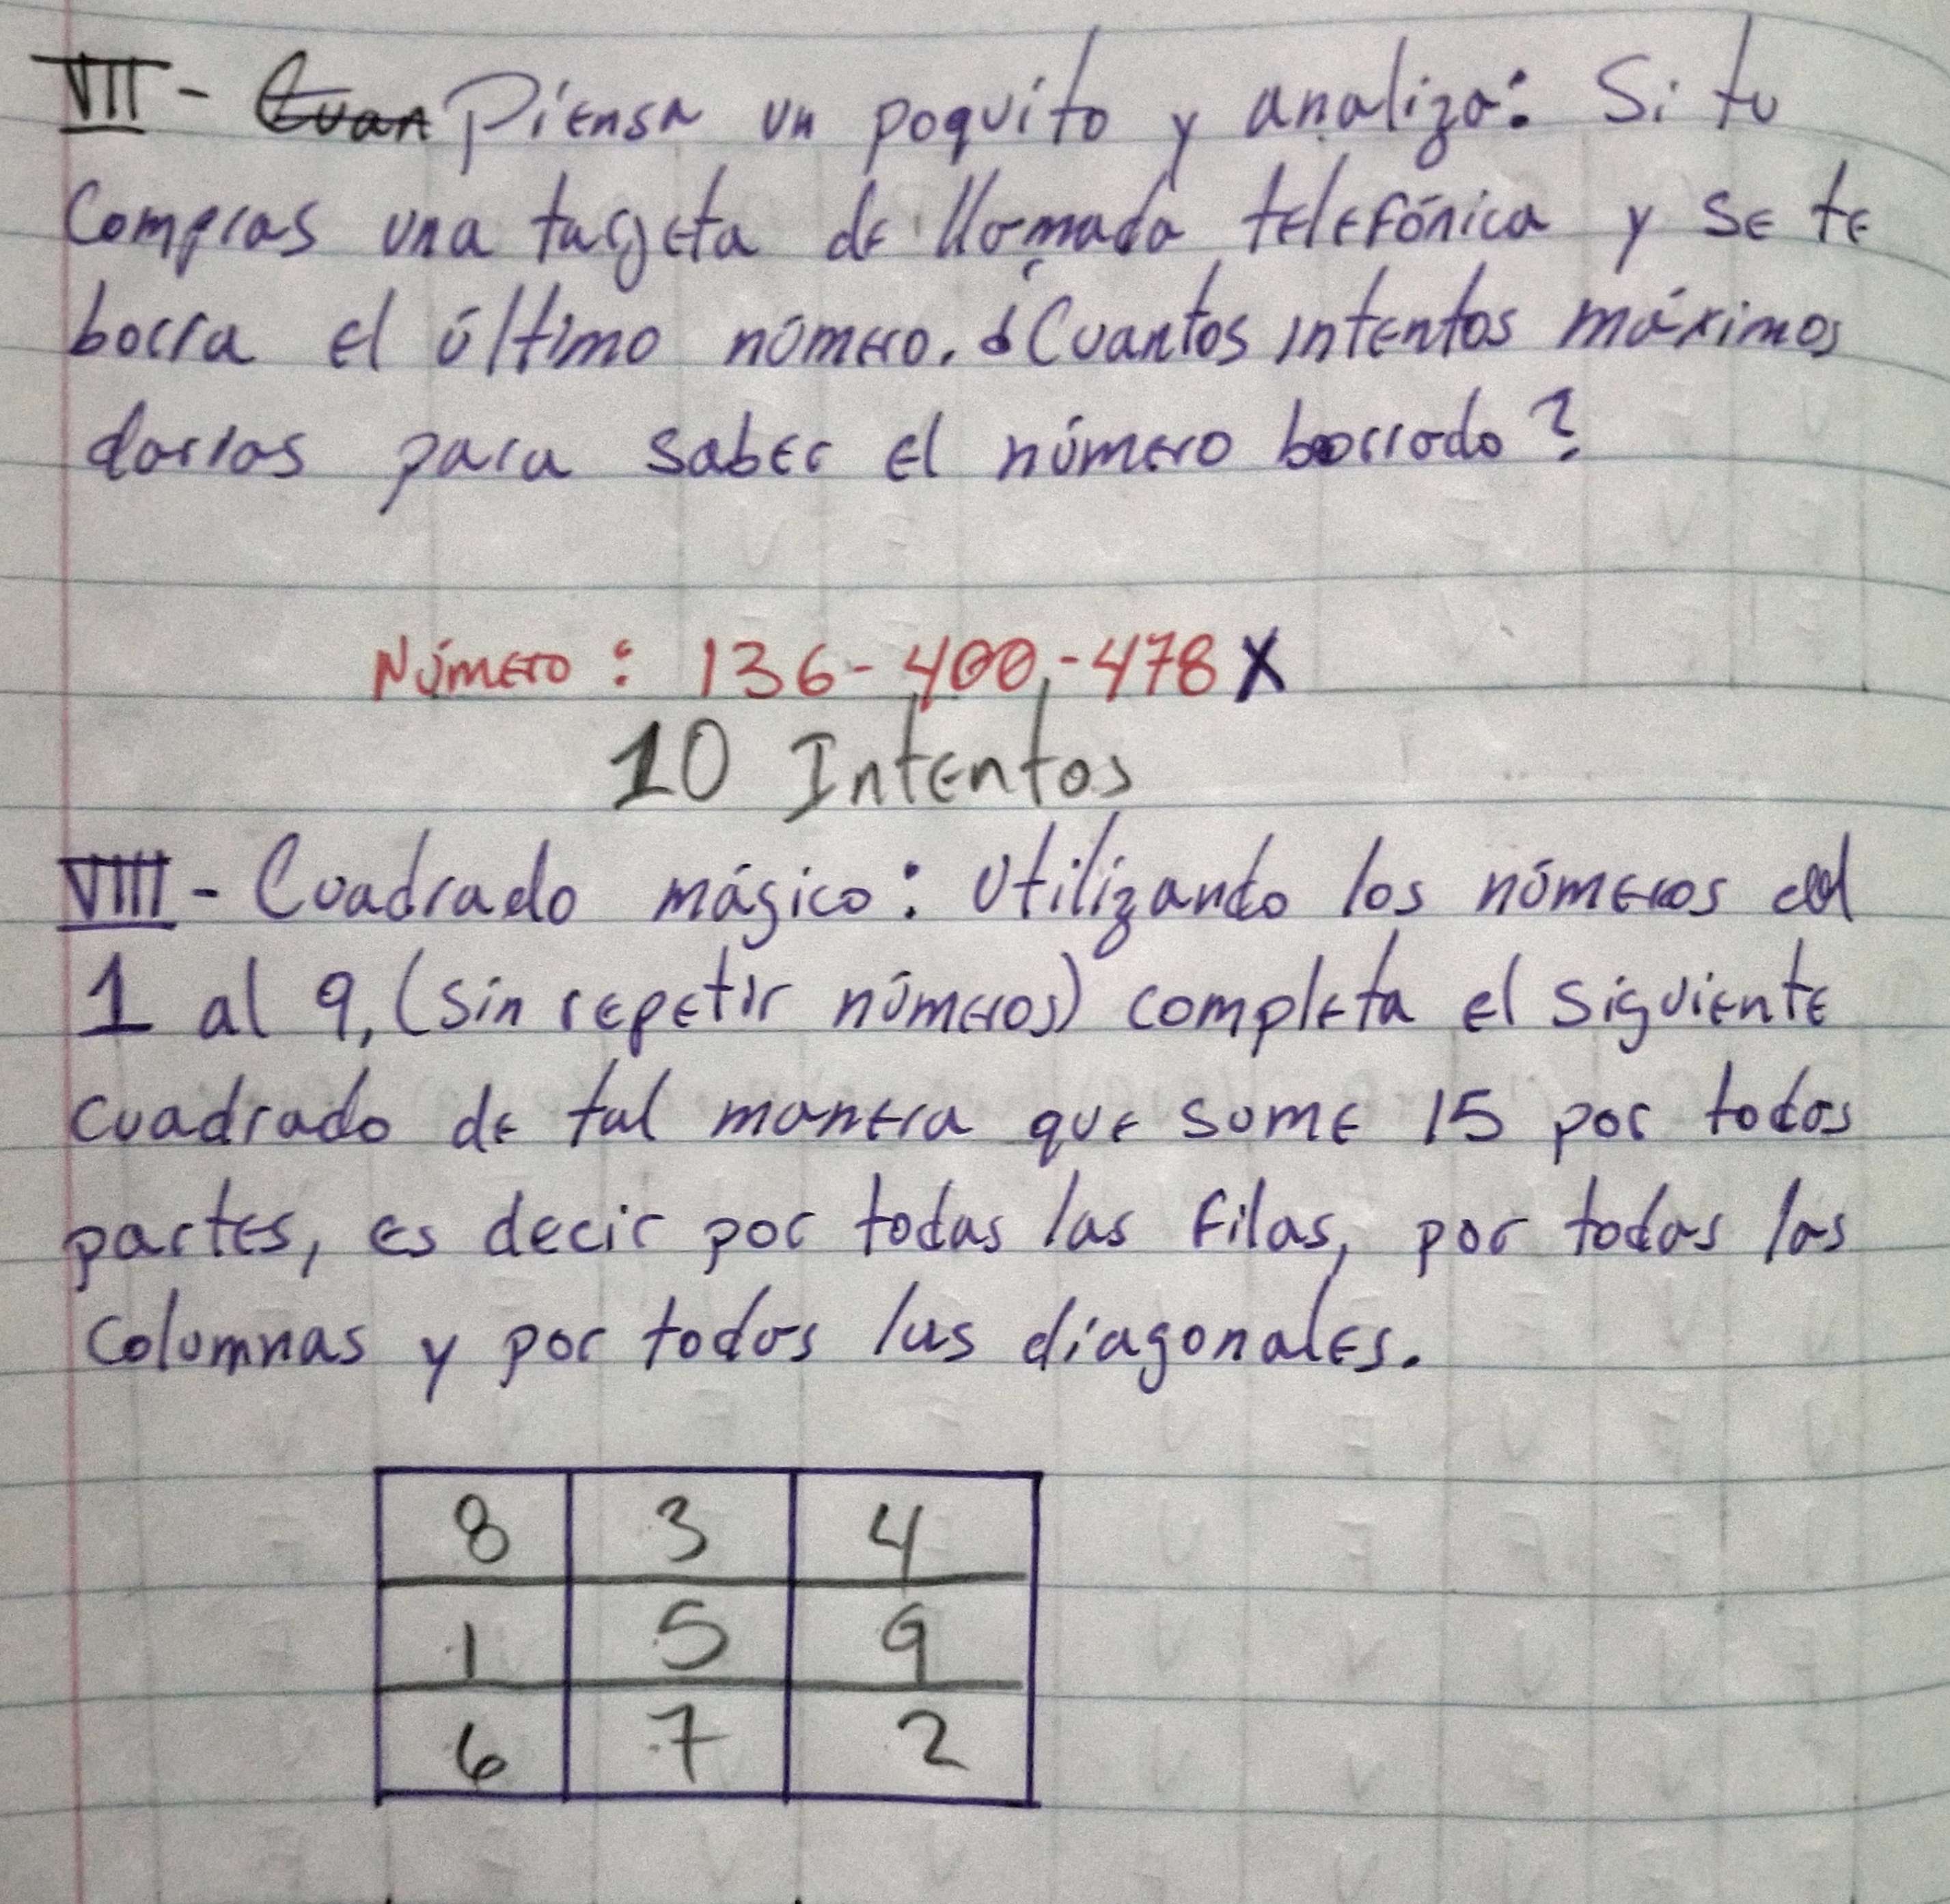 VII- Cuan Piensa un poquito y analiza: Si tu
Compras una targeta de llamada telefónica y se te
borra el último número. ¿Cuantos intentos máximos
darias para saber el número borrado?
Número: 136-400-478X
10 Intentos
VIIII- Cuadrado mágico: Utilizando los números del
1 al 9, (sin repetir números) completa el siguiente
cuadrado de tal manera que sume 15 por todas
partes, es decir por todas las filas, por todas las
Columnas y por todas las diagonales.
8 3 4
1 5 9
6 7 2